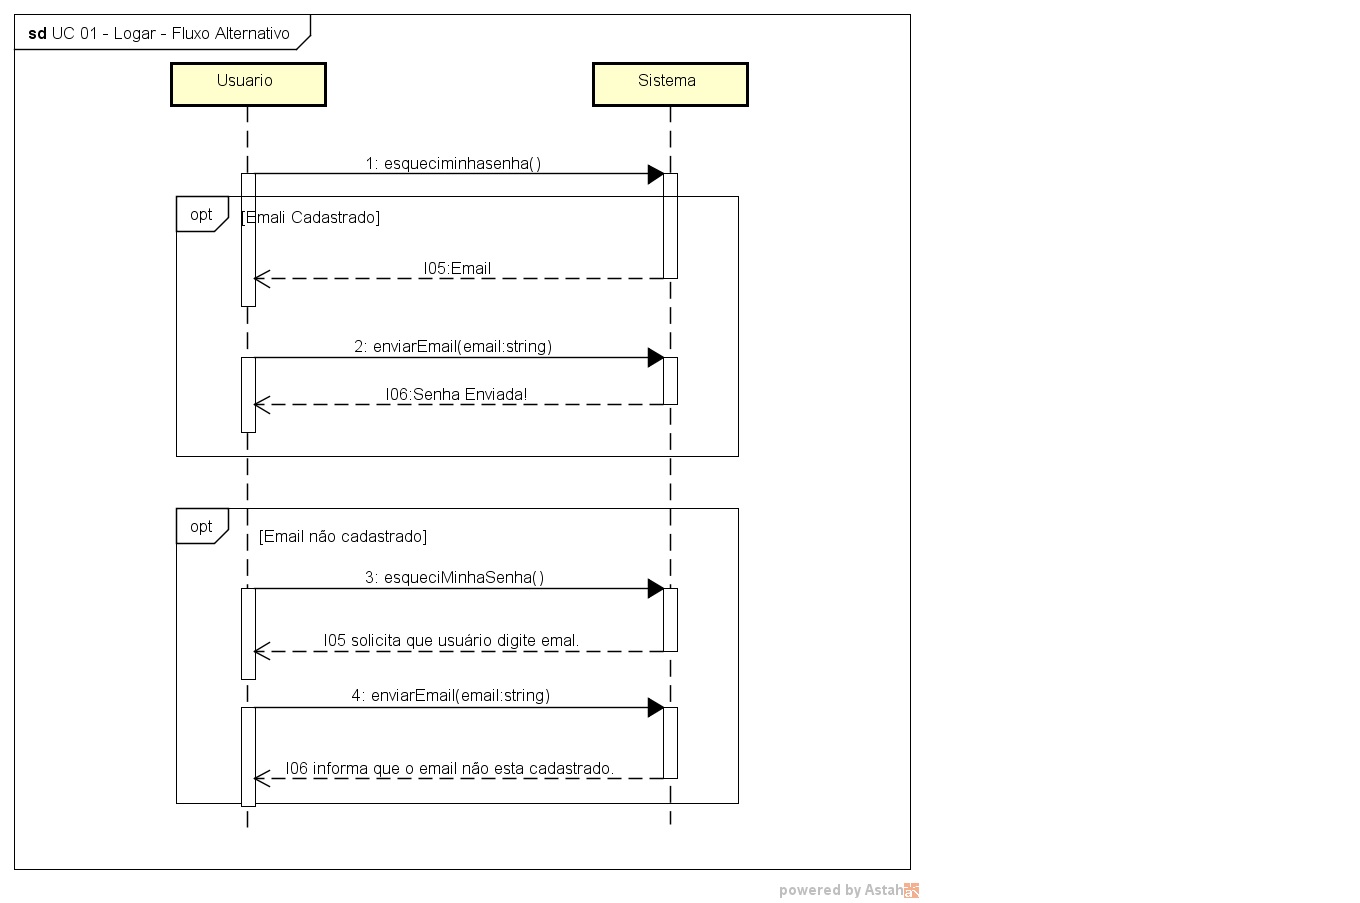 sd UC 01 - Logar - Fluxo Alternativo
Usuario
Sistema
1: esqueciminhasenha()
opt
[Emali Cadastrado]
I05:Email
2: enviarEmail(email:string)
I06:Senha Enviada!
opt
[Email não cadastrado]
3: esqueciMinhaSenha()
I05 solicita que usuário digite emal.
4: enviarEmail(email:string)
I06 informa que o email não esta cadastrado.
powered by Astah